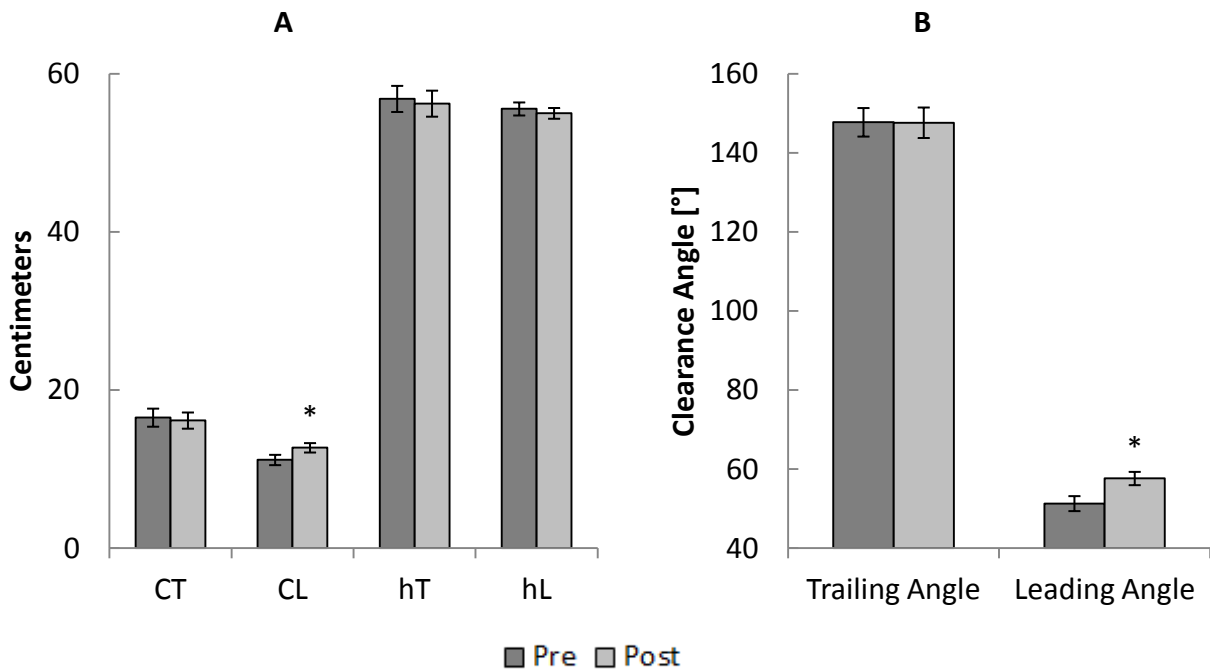 A
Centimeters
60
40
20
0
CT CL hT hL
*
B
Clearance Angle [°]
160
140
120
100
80
60
40
Trailing Angle Leading Angle
*
Pre Post